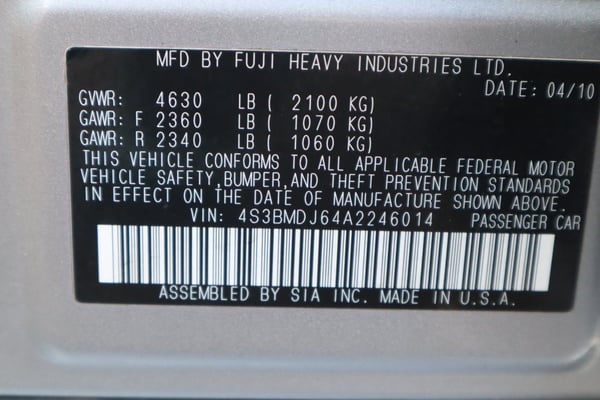 MFD BY FUJI HEAVY INDUSTRIES LTD.
DATE: 04/10
GVWR: 4630 LB ( 2100 KG)
GAWR: F 2360 LB ( 1070 KG)
GAWR: R 2340 LB ( 1060 KG)
THIS VEHICLE CONFORMS TO ALL APPLICABLE FEDERAL MOTOR
VEHICLE SAFETY,BUMPER,AND THEFT PREVENTION STANDARDS
IN EFFECT ON THE DATE OF MANUFACTURE SHOWN ABOVE.
VIN: 4S3BMDJ64A2246014 PASSENGER CAR
ASSEMBLED BY SIA INC. MADE IN U.S.A.